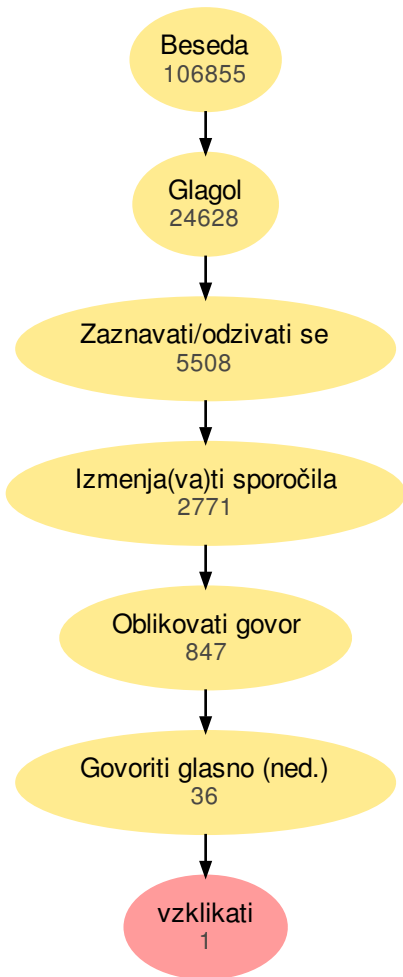 Beseda
106855
Glagol
24628
Zaznavati/odzivati se
5508
Izmenja(va)ti sporočila
2771
Oblikovati govor
847
Govoriti glasno (ned.)
36
vzklikati
1